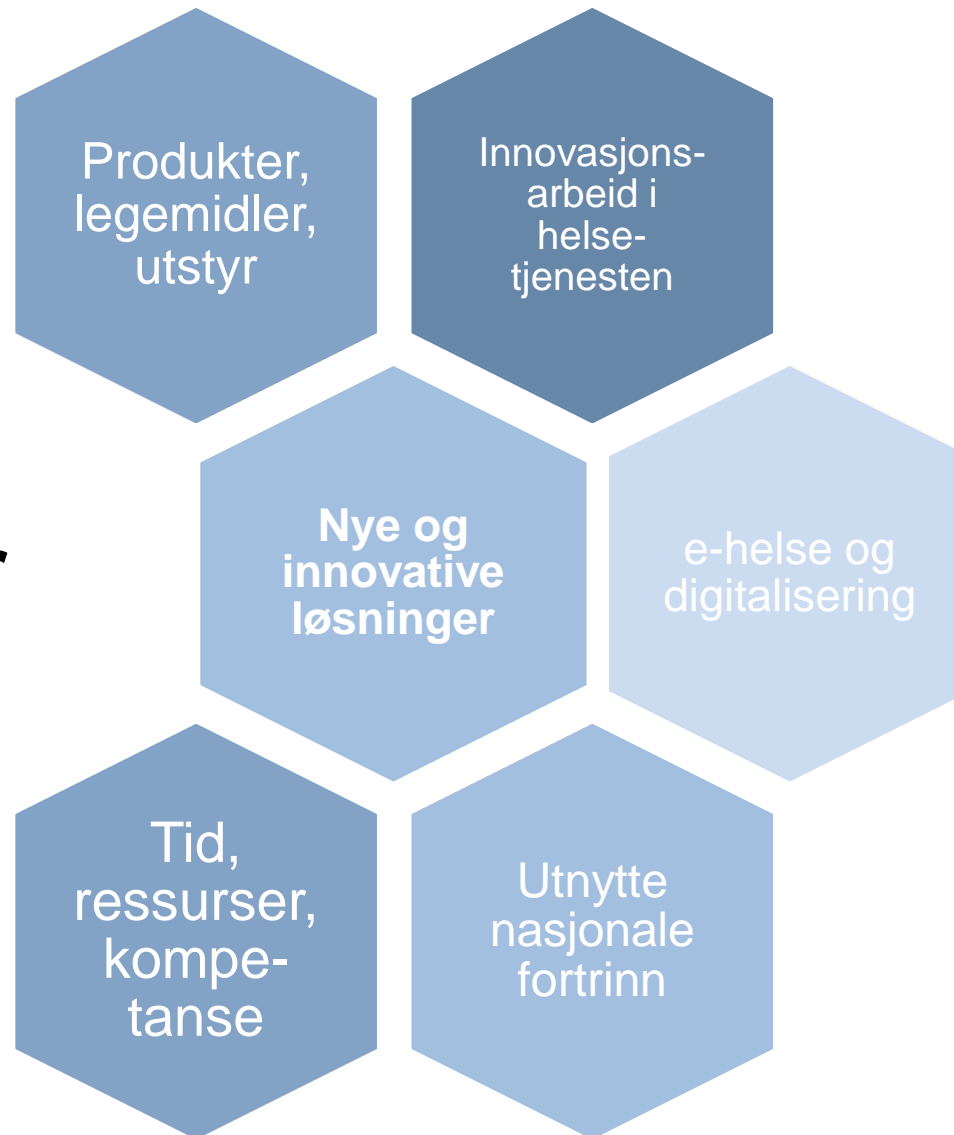 Produkter,
legemidler,
utstyr
Innovasjons-
arbeid i
helse-
tjenesten
Nye og
innovative
løsninger
e-helse og
digitalisering
Tid,
ressurser,
kompe-
tanse
Utnytte
nasjonale
fortrinn